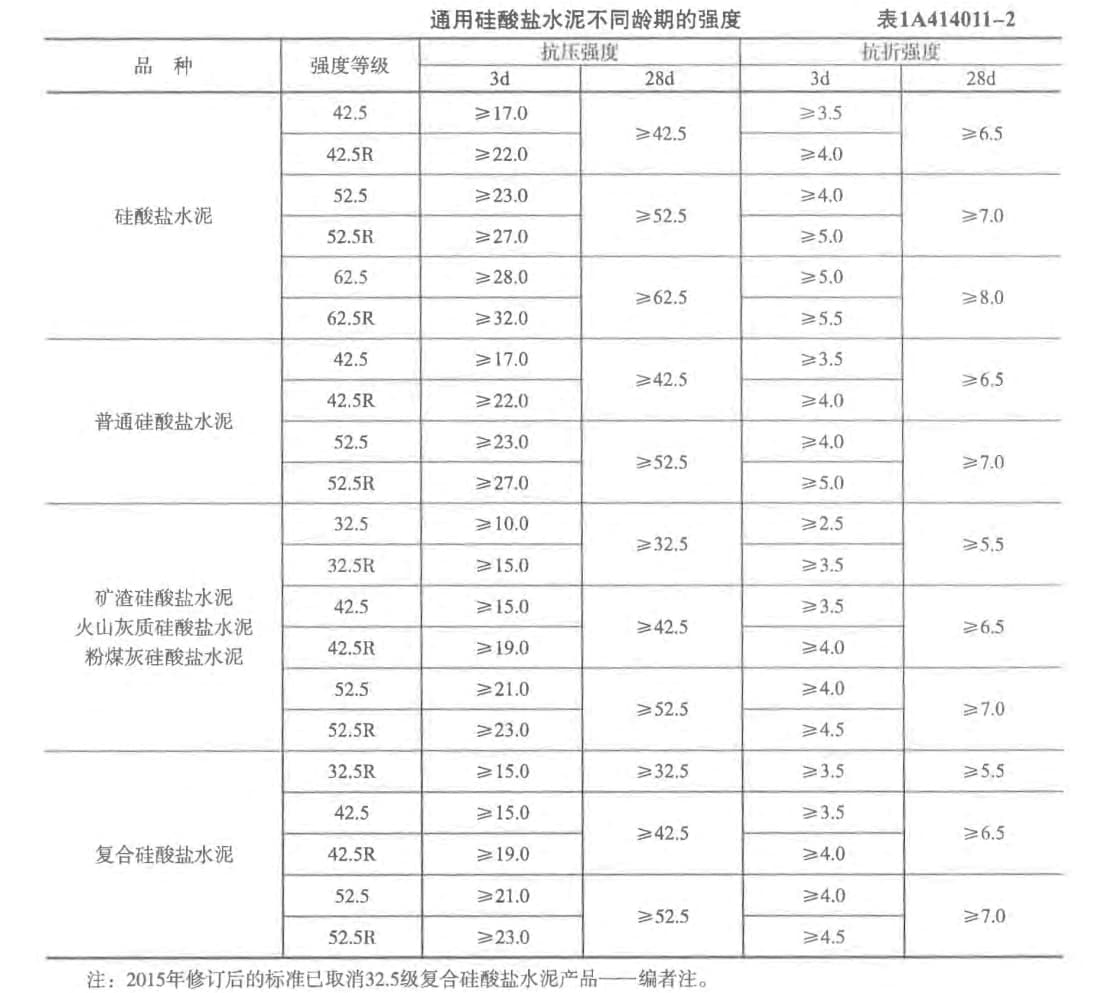 通用硅酸盐水泥不同龄期的强度 表1A414011-2
品 种 强度等级 抗压强度 抗折强度
3d 28d 3d 28d
硅酸盐水泥 42.5 ≥17.0 ≥42.5 ≥3.5 ≥6.5
42.5R ≥22.0 ≥4.0
52.5 ≥23.0 ≥52.5 ≥4.0 ≥7.0
52.5R ≥27.0 ≥5.0
62.5 ≥28.0 ≥62.5 ≥5.0 ≥8.0
62.5R ≥32.0 ≥5.5
普通硅酸盐水泥 42.5 ≥17.0 ≥42.5 ≥3.5 ≥6.5
42.5R ≥22.0 ≥4.0
52.5 ≥23.0 ≥52.5 ≥4.0 ≥7.0
52.5R ≥27.0 ≥5.0
矿渣硅酸盐水泥
火山灰质硅酸盐水泥
粉煤灰硅酸盐水泥
32.5 ≥10.0 ≥32.5 ≥2.5 ≥5.5
32.5R ≥15.0 ≥3.5
42.5 ≥15.0 ≥42.5 ≥3.5 ≥6.5
42.5R ≥19.0 ≥4.0
52.5 ≥21.0 ≥52.5 ≥4.0 ≥7.0
52.5R ≥23.0 ≥4.5
复合硅酸盐水泥 32.5R ≥15.0 ≥32.5 ≥3.5 ≥5.5
42.5 ≥15.0 ≥42.5 ≥3.5 ≥6.5
42.5R ≥19.0 ≥4.0
52.5 ≥21.0 ≥52.5 ≥4.0 ≥7.0
52.5R ≥23.0 ≥4.5
注：2015年修订后的标准已取消32.5级复合硅酸盐水泥产品——编者注。